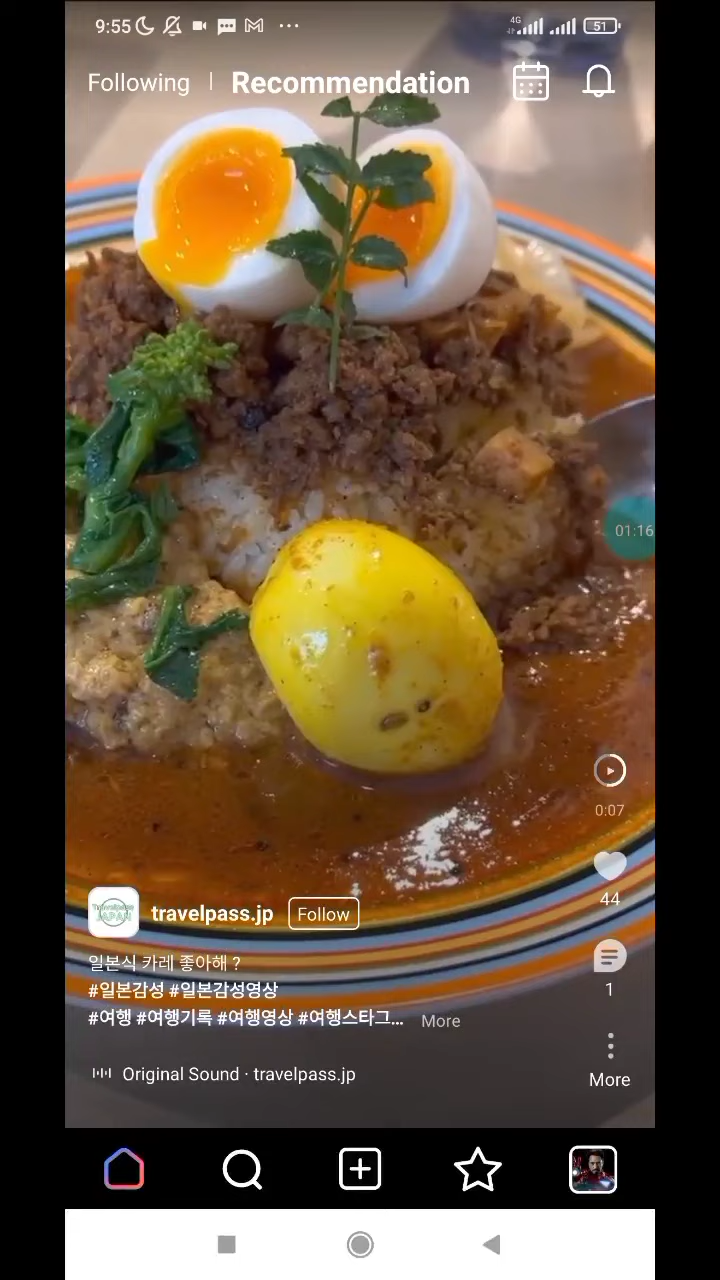 9:55
4G
51
Following | Recommendation
01:16
0:07
44
travelpass.jp
Follow
일본식 카레 좋아해 ?
#일본감성 #일본감성영상
#여행 #여행기록 #여행영상 #여행스타그... More
1
Original Sound · travelpass.jp
More